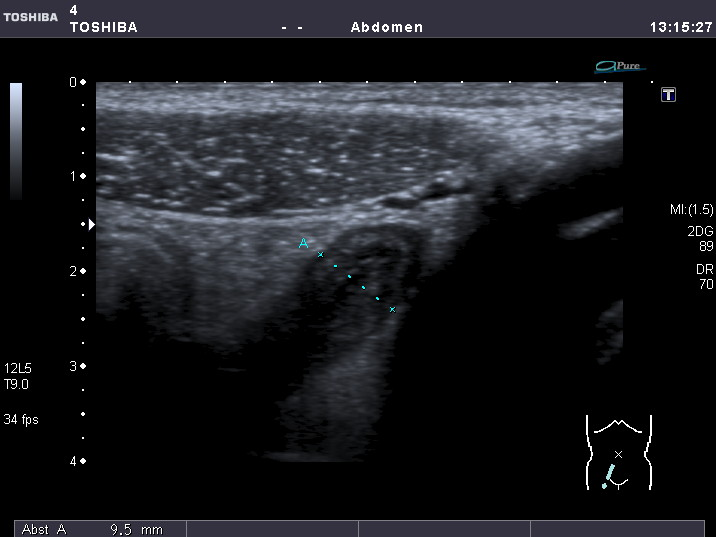 TOSHIBA
4
TOSHIBA - - Abdomen 13:15:27
aPure
T
0
1
2
3
4
A
MI:(1.5)
2DG
89
DR
70
12L5
T9.0
34 fps
Abst A 9.5 mm